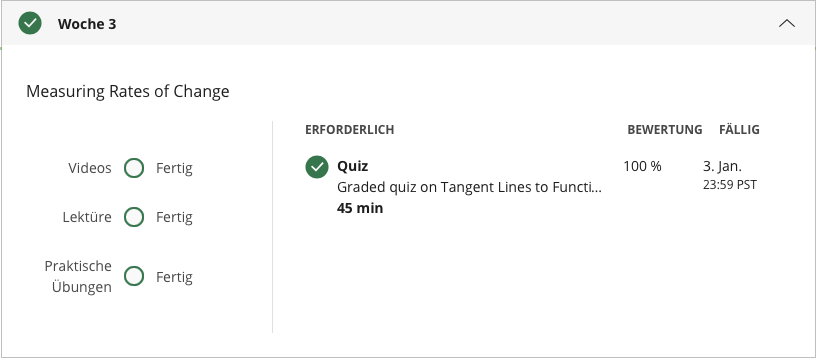 Woche 3
Measuring Rates of Change
Videos Fertig
Lektüre Fertig
Praktische
Übungen Fertig
ERFORDERLICH BEWERTUNG FÄLLIG
Quiz 100 % 3. Jan.
Graded quiz on Tangent Lines to Functi... 23:59 PST
45 min